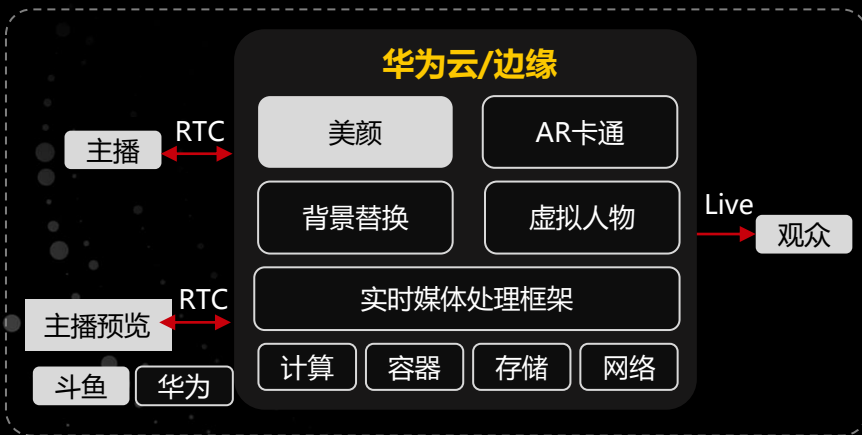 华为云/边缘
主播
RTC
美颜
AR卡通
背景替换
虚拟人物
Live
观众
主播预览
RTC
实时媒体处理框架
计算
容器
存储
网络
斗鱼
华为